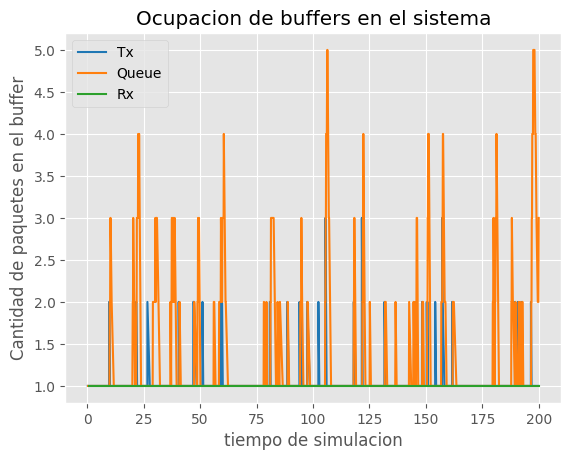 Ocupacion de buffers en el sistema
Tx
Queue
Rx
Cantidad de paquetes en el buffer
5.0
4.5
4.0
3.5
3.0
2.5
2.0
1.5
1.0
0 25 50 75 100 125 150 175 200
tiempo de simulacion